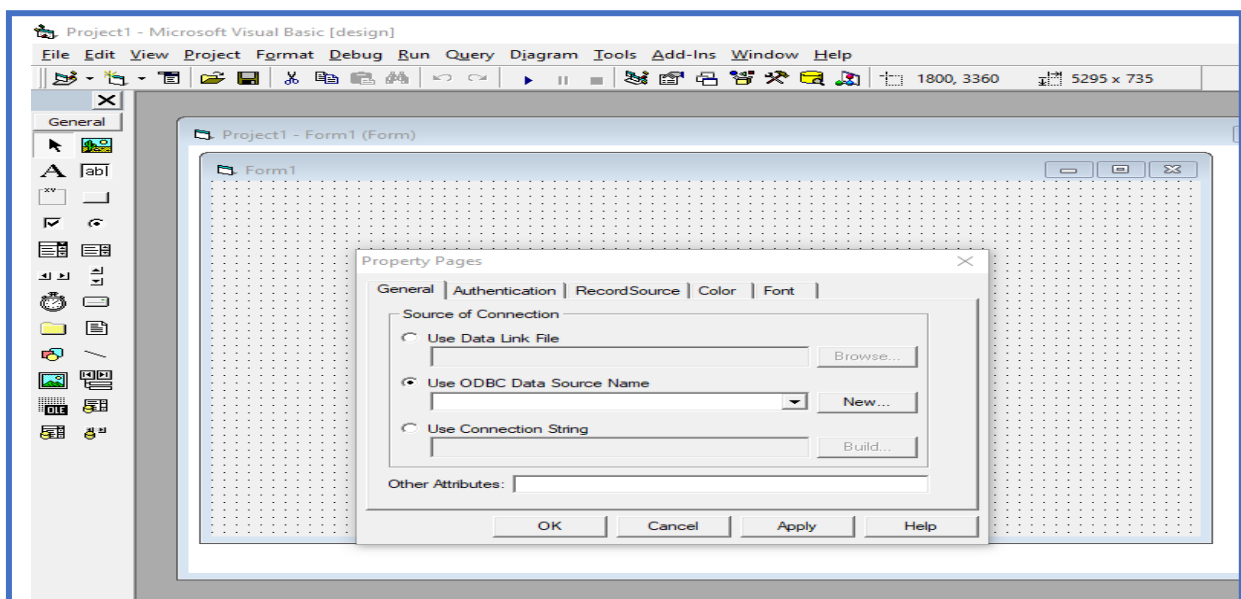 Project1 - Microsoft Visual Basic [design]
File Edit View Project Format Debug Run Query Diagram Tools Add-Ins Window Help
1800, 3360 5295 x 735
General
Project1 - Form1 (Form)
A abl
Form1
xv
Property Pages
General Authentication RecordSource Color Font
Source of Connection
Use Data Link File
Browse...
Use ODBC Data Source Name
New...
OLE
Use Connection String
Build...
Other Attributes:
OK Cancel Apply Help